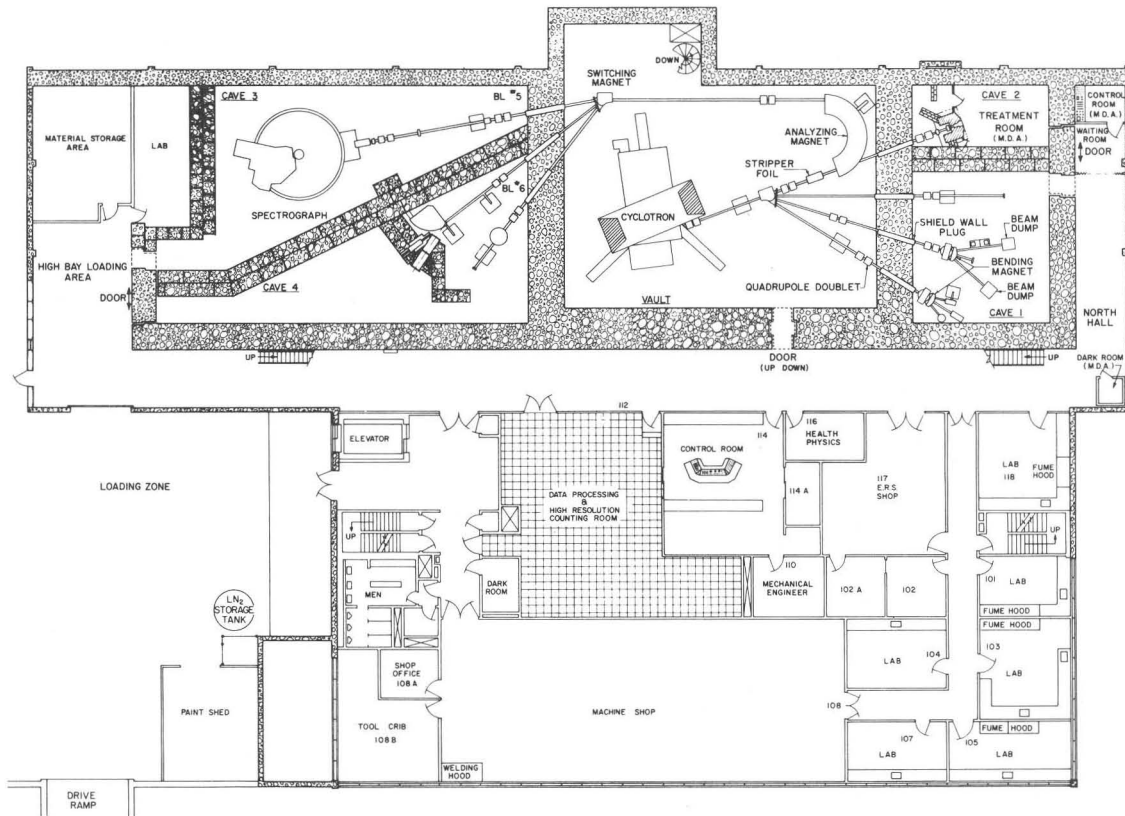 CAVE 3
BL #5
SWITCHING
MAGNET
DOWN
CAVE 2
TREATMENT
ROOM
(M.D.A.)
CONTROL
ROOM
(M.D.A.)
WAITING
ROOM
DOOR
MATERIAL STORAGE
AREA
LAB
ANALYZING
MAGNET
STRIPPER
FOIL
SPECTROGRAPH
BL #6
CYCLOTRON
SHIELD WALL
PLUG
BEAM
DUMP
BENDING
MAGNET
HIGH BAY LOADING
AREA
DOOR
CAVE 4
VAULT
QUADRUPOLE DOUBLET
BEAM
DUMP
CAVE 1
NORTH
HALL
UP
DOOR
(UP DOWN)
UP
DARK ROOM
(M.D.A.)
112
ELEVATOR
CONTROL ROOM
114
116
HEALTH
PHYSICS
LAB
118
FUME
HOOD
LOADING ZONE
DATA PROCESSING
&
HIGH RESOLUTION
COUNTING ROOM
114 A
117
E.R.S.
SHOP
UP
UP
LN2
STORAGE
TANK
MEN
DARK
ROOM
110
MECHANICAL
ENGINEER
102 A
102
101
LAB
FUME HOOD
FUME HOOD
SHOP
OFFICE
108 A
104
LAB
103
LAB
PAINT SHED
TOOL CRIB
108 B
MACHINE SHOP
108
107
LAB
105
FUME HOOD
LAB
WELDING
HOOD
DRIVE
RAMP